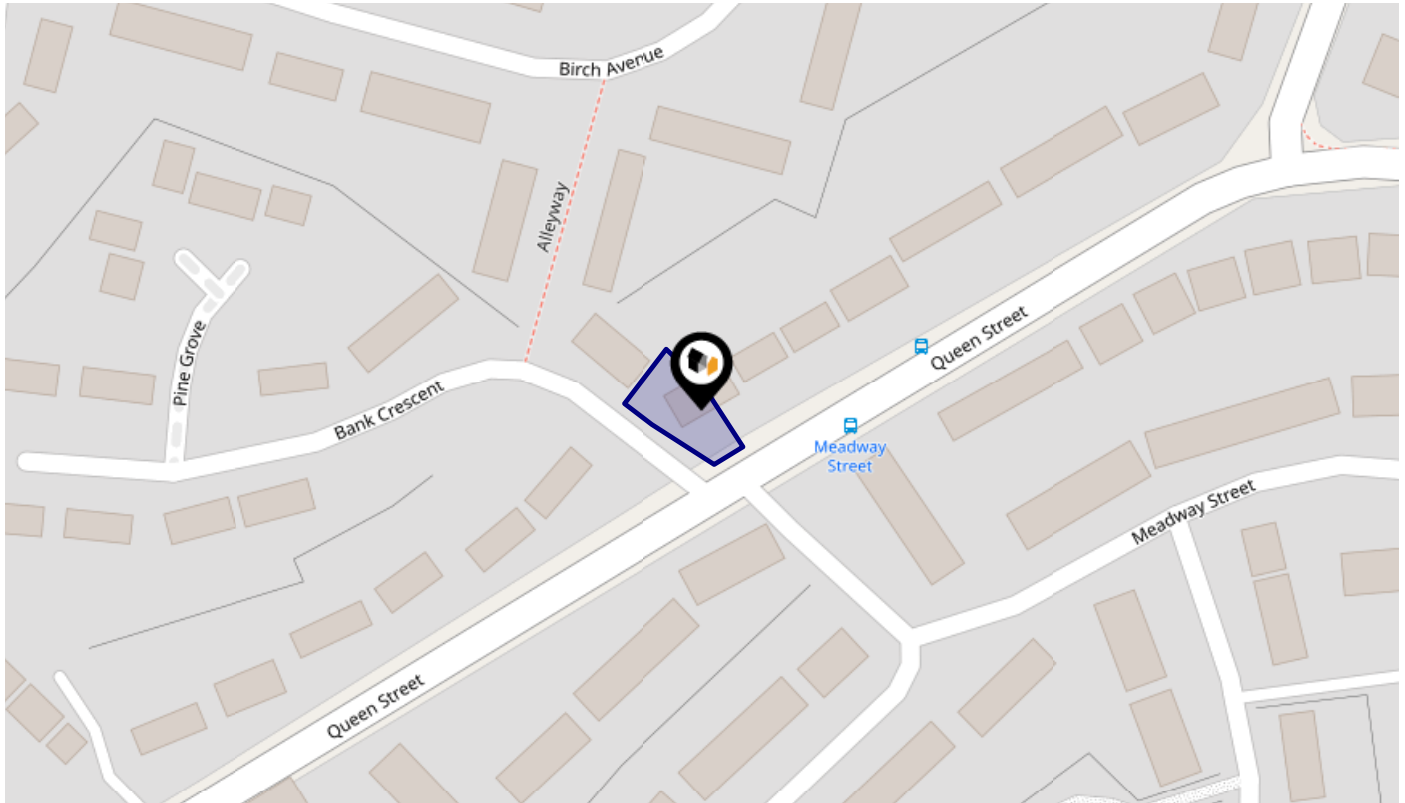 Birch Avenue
Alleyway
Pine Grove
Bank Crescent
Queen Street
Meadway
Street
Meadway Street
Queen Street